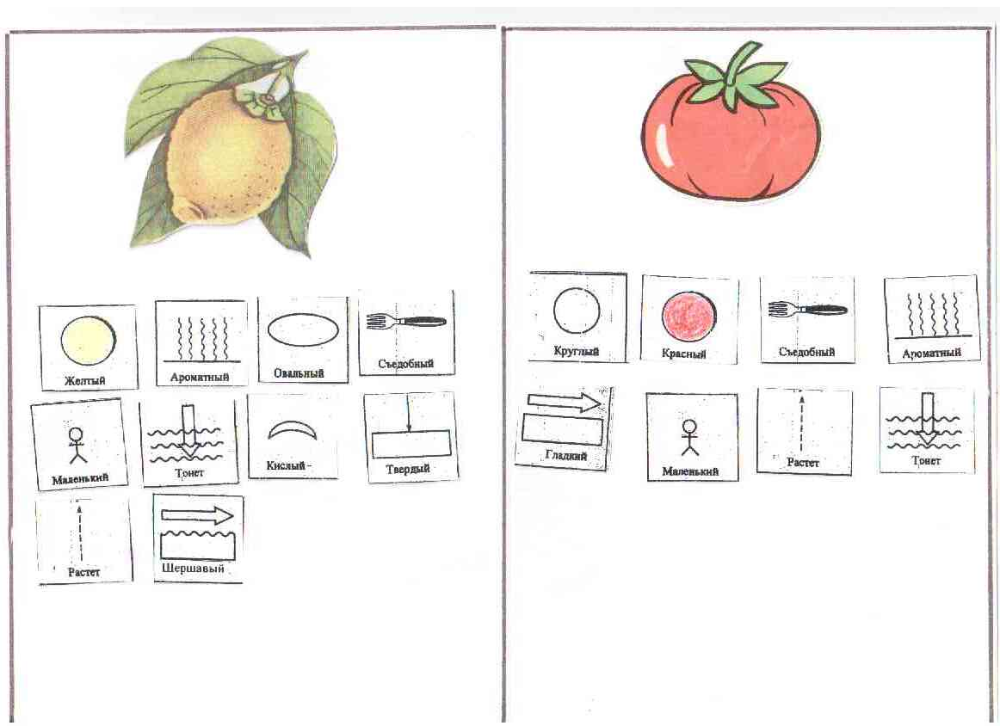 Желтый
Ароматный
Овальный
Съедобный
Маленький
Тонет
Кислый -
Твердый
Растет
Шершавый
Круглый
Красный
Съедобный
Ароматный
Гладкий
Маленький
Растет
Тонет